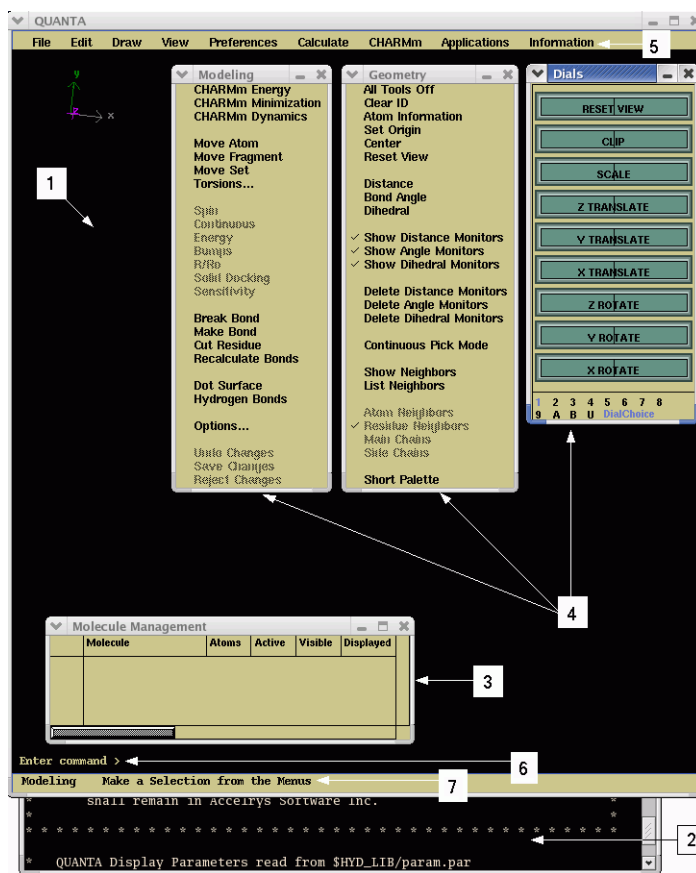 QUANTA
File Edit Draw View Preferences Calculate CHARMm Applications Information
5
y
z
x
1
Modeling
CHARMm Energy
CHARMm Minimization
CHARMm Dynamics
Move Atom
Move Fragment
Move Set
Torsions...
Spin
Continuous
Energy
Bumps
R/Ro
Solid Docking
Sensitivity
Break Bond
Make Bond
Cut Residue
Recalculate Bonds
Dot Surface
Hydrogen Bonds
Options...
Undo Changes
Save Changes
Reject Changes
Geometry
All Tools Off
Clear ID
Atom Information
Set Origin
Center
Reset View
Distance
Bond Angle
Dihedral
✓ Show Distance Monitors
✓ Show Angle Monitors
✓ Show Dihedral Monitors
Delete Distance Monitors
Delete Angle Monitors
Delete Dihedral Monitors
Continuous Pick Mode
Show Neighbors
List Neighbors
Atom Neighbors
✓ Residue Neighbors
Main Chains
Side Chains
Short Palette
Dials
RESET VIEW
CLIP
SCALE
Z TRANSLATE
Y TRANSLATE
X TRANSLATE
Z ROTATE
Y ROTATE
X ROTATE
1 2 3 4 5 6 7 8
9 A B U DialChoice
4
Molecule Management
Molecule Atoms Active Visible Displayed
3
Enter command >
6
Modeling Make a Selection from the Menus
7
* shall remain in Accelrys Software Inc. *
* *
* * * * * * * * * * * * * * * * * * * * * * * * * * * * * * * * * * * *
2
* QUANTA Display Parameters read from $HYD_LIB/param.par